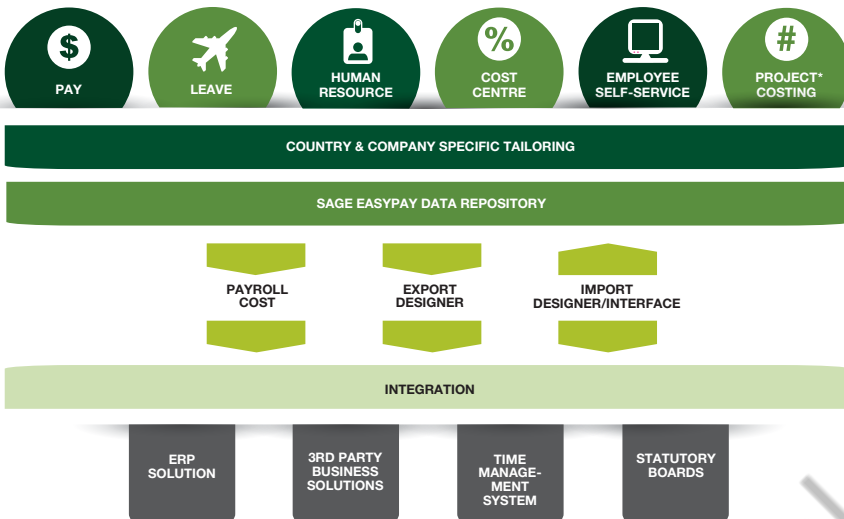 $
%
#
PAY
LEAVE
HUMAN
RESOURCE
COST
CENTRE
EMPLOYEE
SELF-SERVICE
PROJECT*
COSTING
COUNTRY & COMPANY SPECIFIC TAILORING
SAGE EASYPAY DATA REPOSITORY
PAYROLL
COST
EXPORT
DESIGNER
IMPORT
DESIGNER/INTERFACE
INTEGRATION
ERP
SOLUTION
3RD PARTY
BUSINESS
SOLUTIONS
TIME
MANAGE-
MENT
SYSTEM
STATUTORY
BOARDS